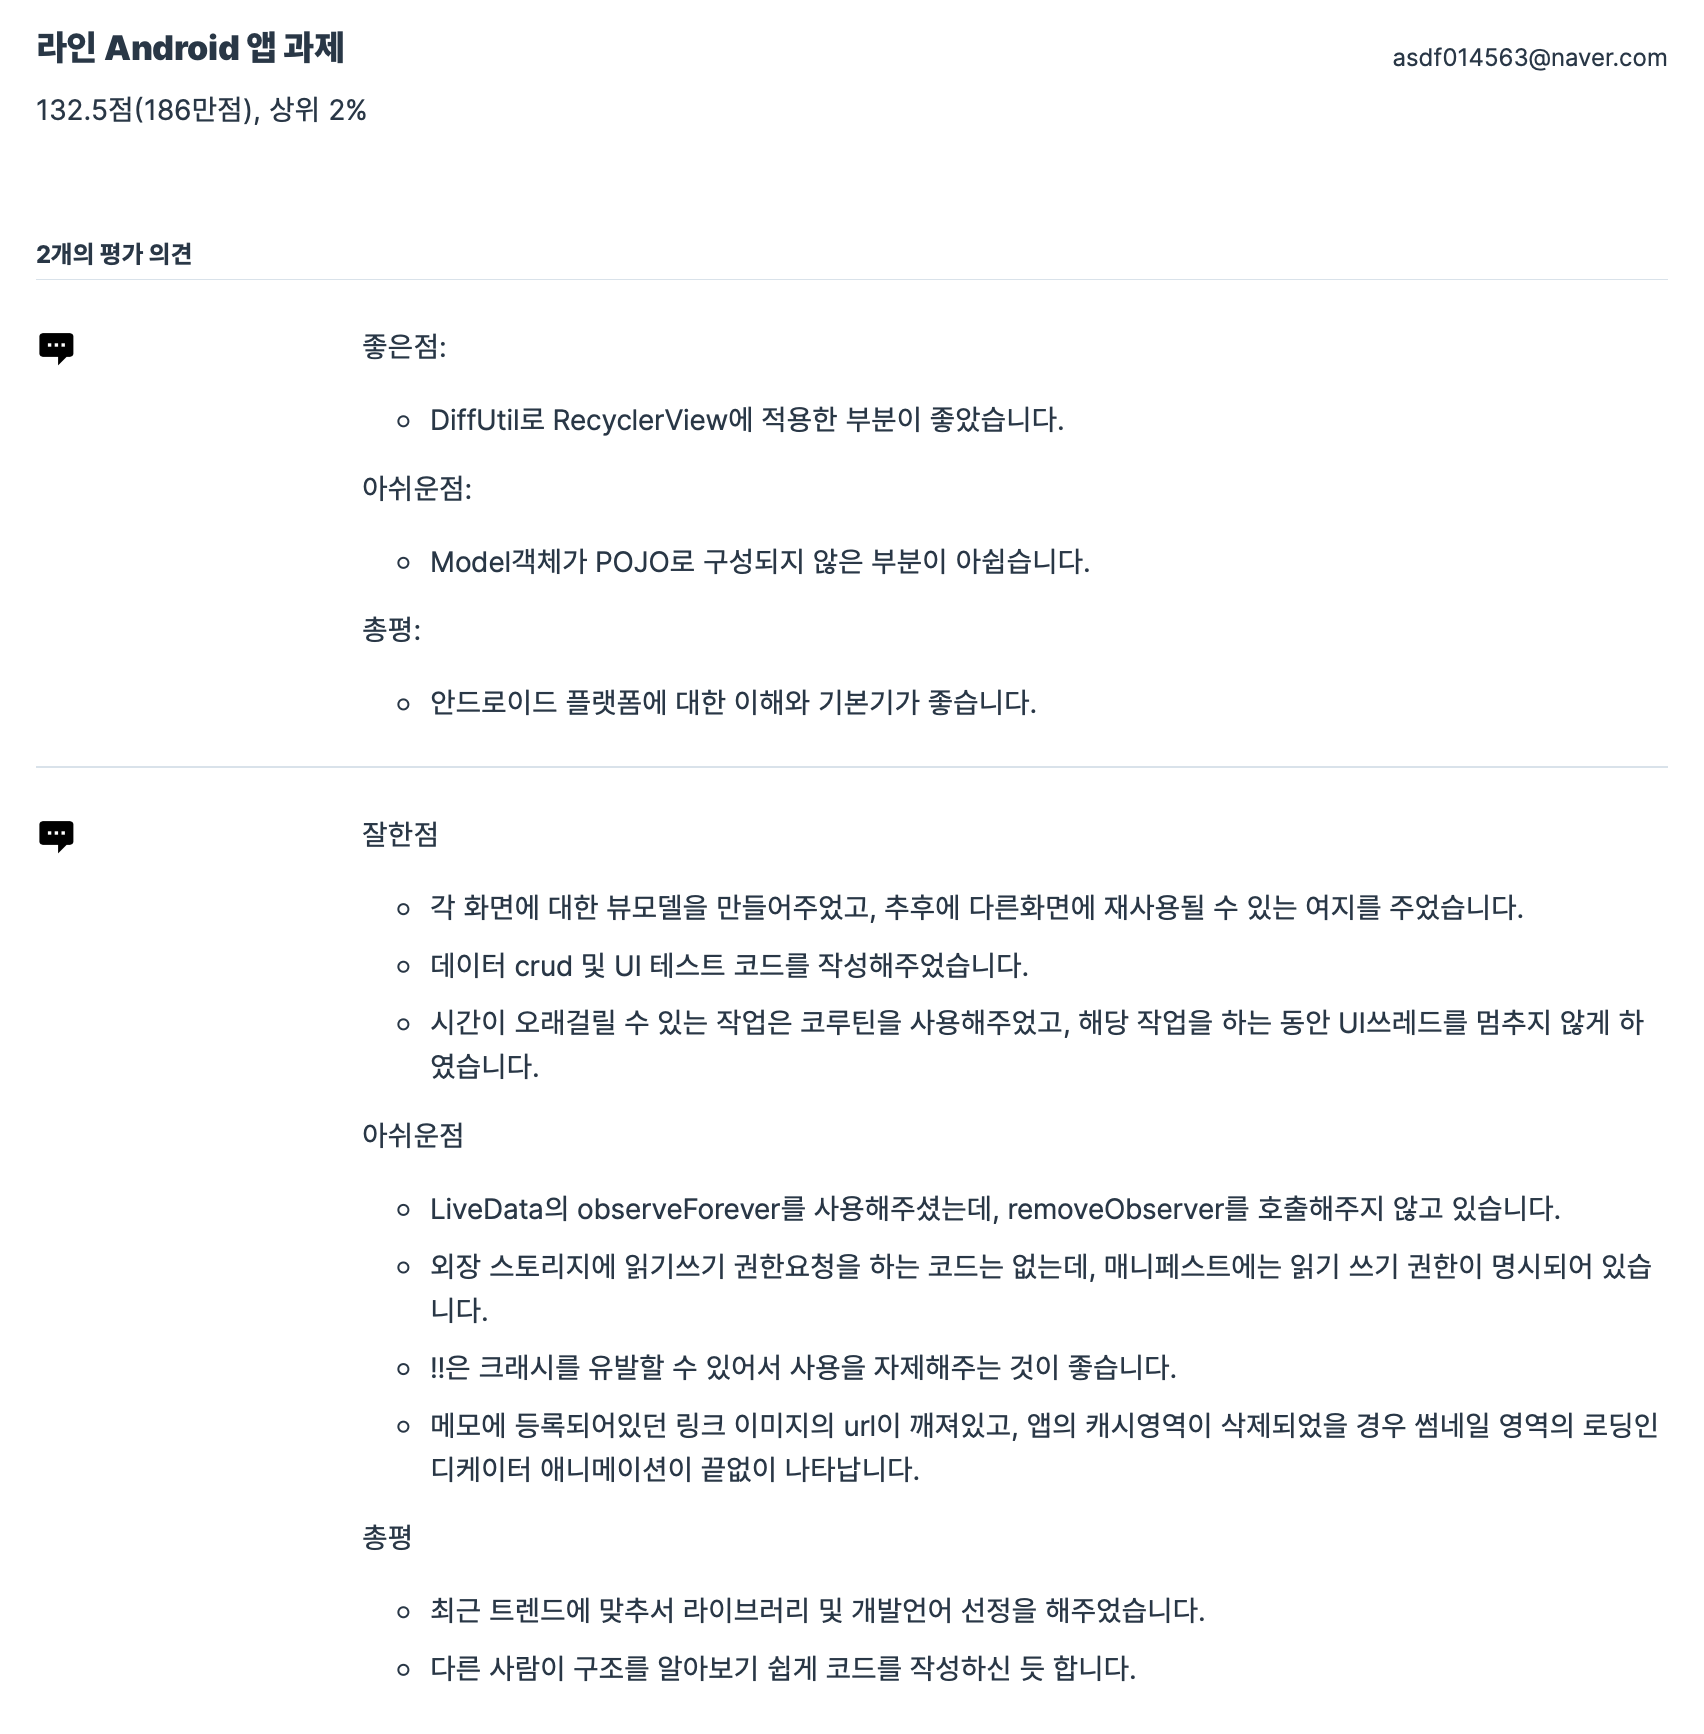 라인 Android 앱 과제
asdf014563@naver.com
132.5점(186만점), 상위 2%
2개의 평가 의견
좋은점:
DiffUtil로 RecyclerView에 적용한 부분이 좋았습니다.
아쉬운점:
Model객체가 POJO로 구성되지 않은 부분이 아쉽습니다.
총평:
안드로이드 플랫폼에 대한 이해와 기본기가 좋습니다.
잘한점
각 화면에 대한 뷰모델을 만들어주었고, 추후에 다른화면에 재사용될 수 있는 여지를 주었습니다.
데이터 crud 및 UI 테스트 코드를 작성해주었습니다.
시간이 오래걸릴 수 있는 작업은 코루틴을 사용해주었고, 해당 작업을 하는 동안 UI쓰레드를 멈추지 않게 하
였습니다.
아쉬운점
LiveData의 observeForever를 사용해주셨는데, removeObserver를 호출해주지 않고 있습니다.
외장 스토리지에 읽기쓰기 권한요청을 하는 코드는 없는데, 매니페스트에는 읽기 쓰기 권한이 명시되어 있습
니다.
!!은 크래시를 유발할 수 있어서 사용을 자제해주는 것이 좋습니다.
메모에 등록되어있던 링크 이미지의 url이 깨져있고, 앱의 캐시영역이 삭제되었을 경우 썸네일 영역의 로딩인
디케이터 애니메이션이 끝없이 나타납니다.
총평
최근 트렌드에 맞추서 라이브러리 및 개발언어 선정을 해주었습니다.
다른 사람이 구조를 알아보기 쉽게 코드를 작성하신 듯 합니다.